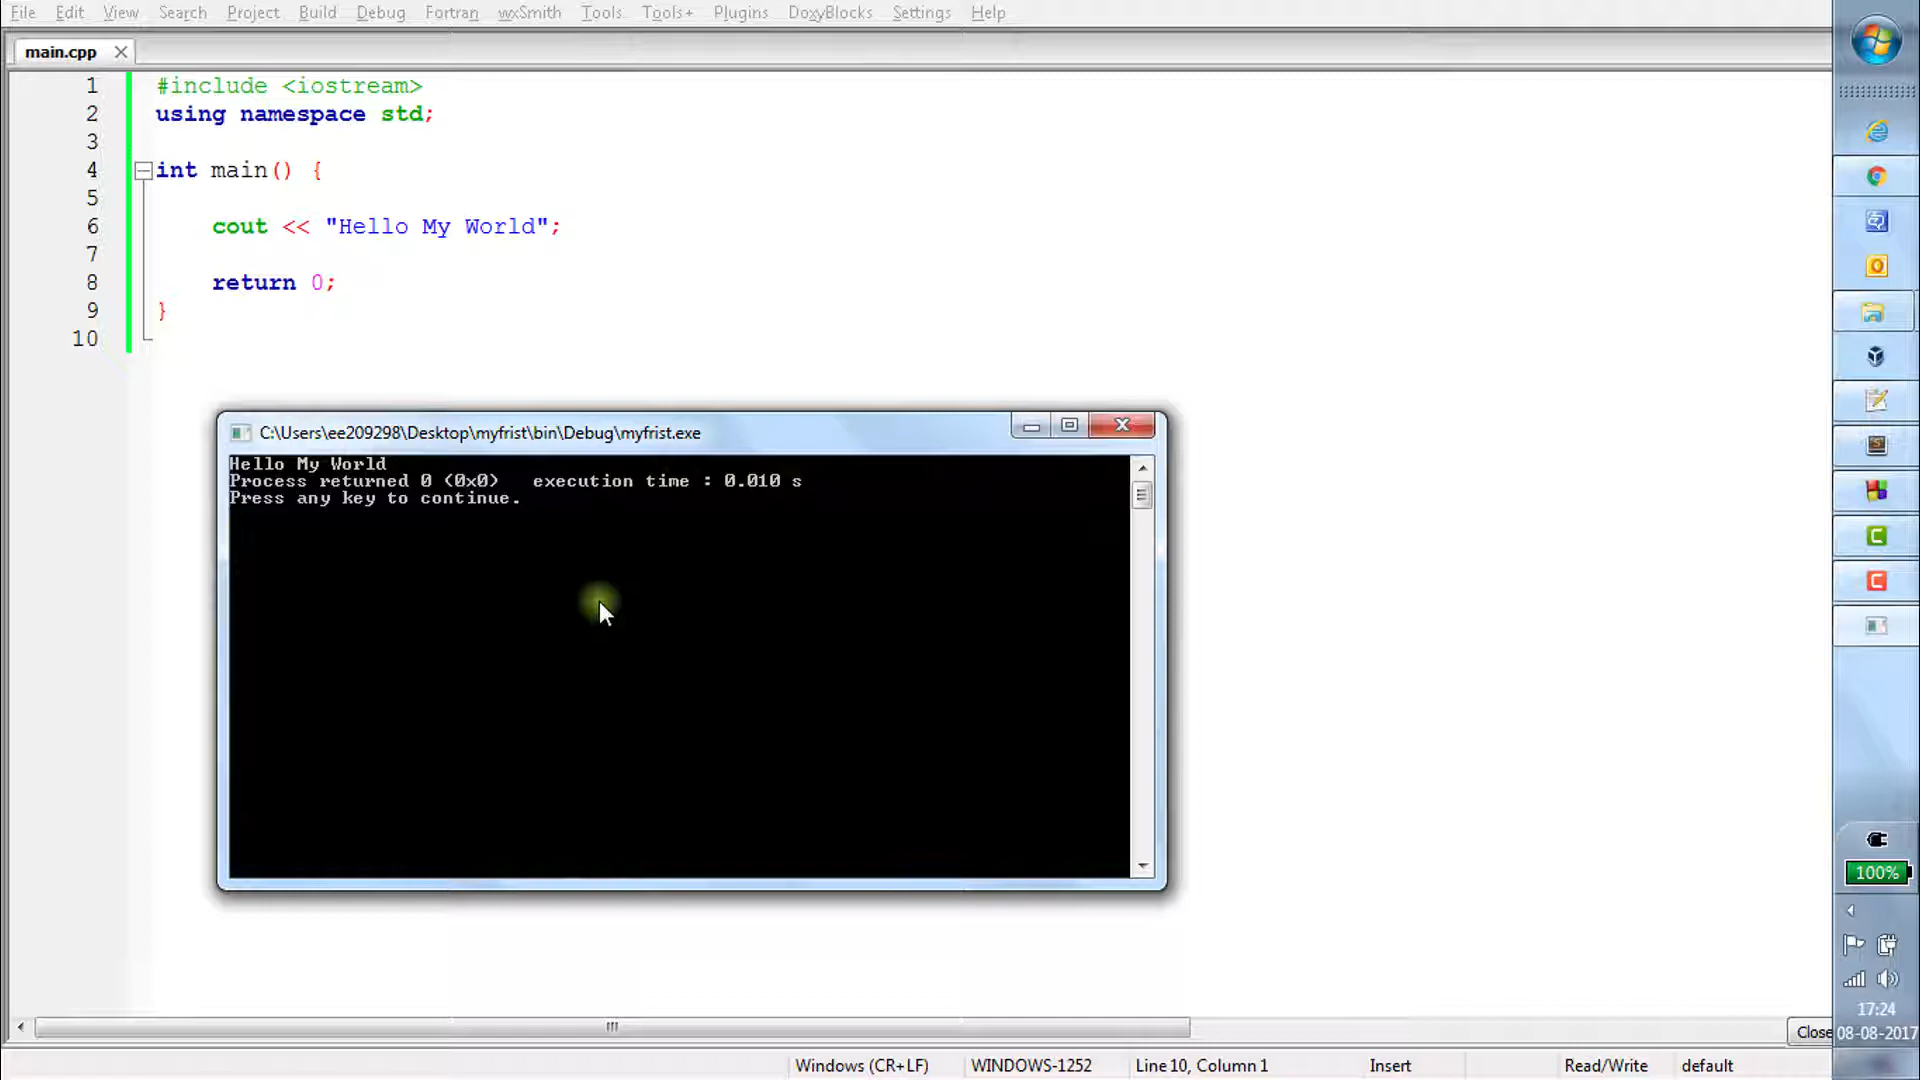 File Edit View Search Project Build Debug Fortran wxSmith Tools Tools+ Plugins DoxyBlocks Settings Help
main.cpp
1 #include <iostream>
2 using namespace std;
3
4 int main() {
5
6 cout << "Hello My World";
7
8 return 0;
9 }
10
C:\Users\ee209298\Desktop\myfrist\bin\Debug\myfrist.exe
Hello My World
Process returned 0 (0x0)   execution time : 0.010 s
Press any key to continue.
100%
17:24
Close
08-08-2017
Windows (CR+LF) WINDOWS-1252 Line 10, Column 1 Insert Read/Write default